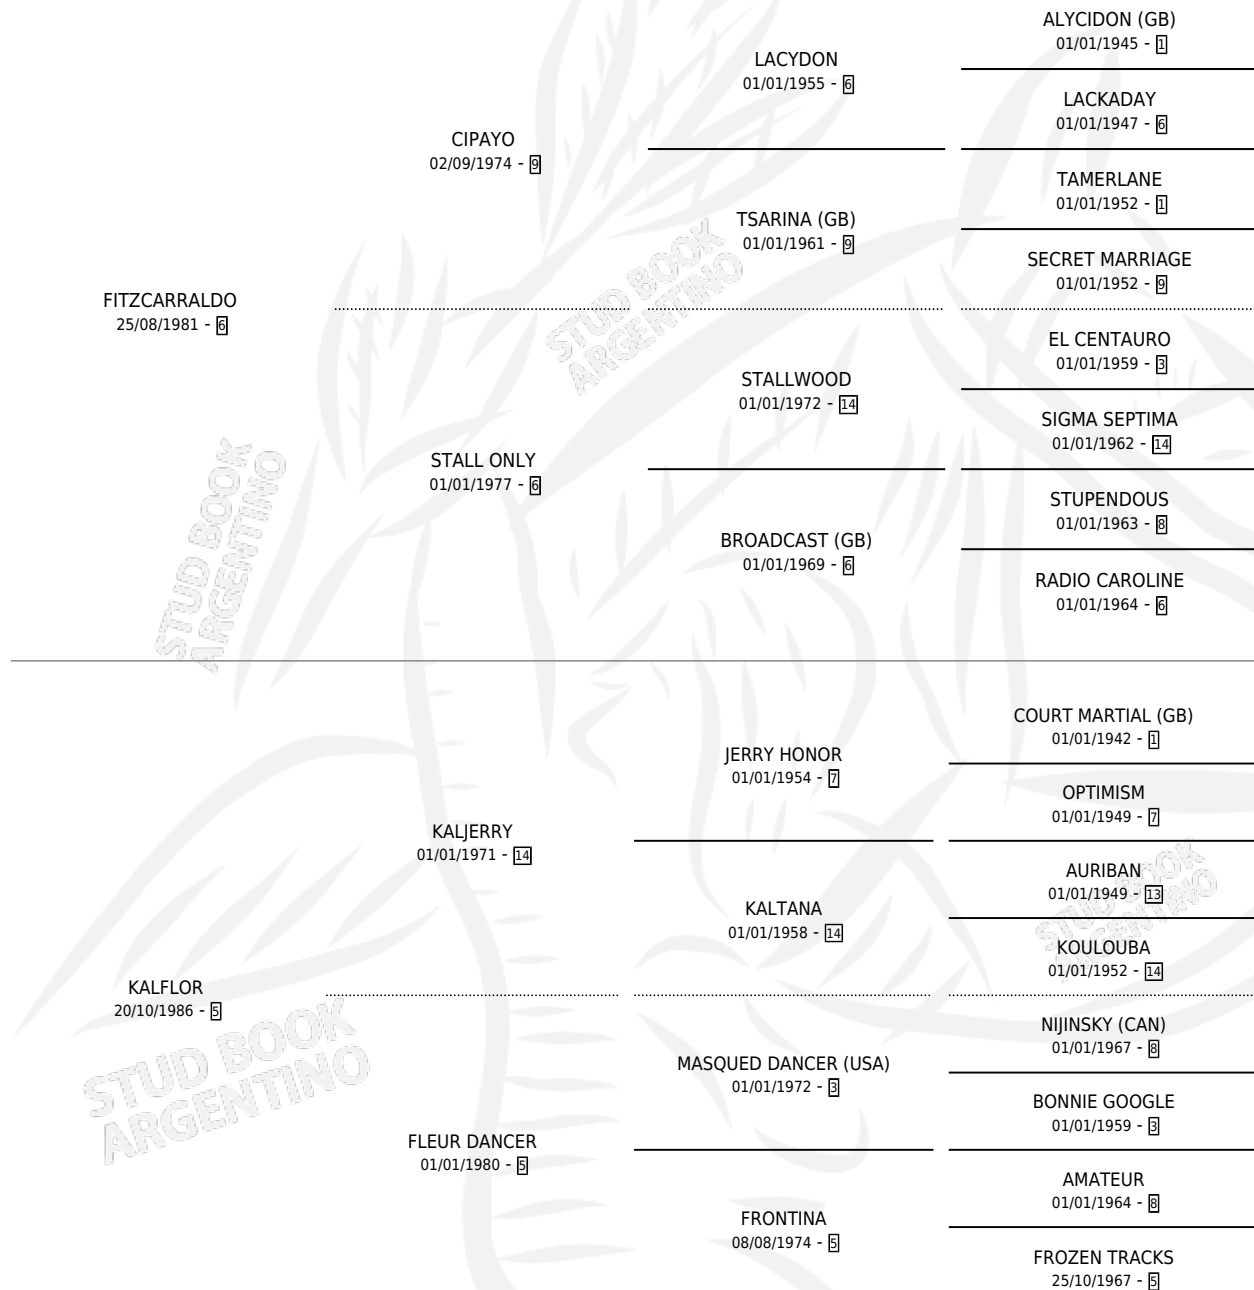 ALYCIDON (GB)
01/01/1945 - 1
LACYDON
01/01/1955 - 6
LACKADAY
01/01/1947 - 6
CIPAYO
02/09/1974 - 9
TAMERLANE
01/01/1952 - 1
TSARINA (GB)
01/01/1961 - 9
SECRET MARRIAGE
01/01/1952 - 9
FITZCARRALDO
25/08/1981 - 6
STUD BOOK
ARGENTINO
EL CENTAURO
01/01/1959 - 3
STALLWOOD
01/01/1972 - 14
SIGMA SEPTIMA
01/01/1962 - 14
STALL ONLY
01/01/1977 - 6
STUPENDOUS
01/01/1963 - 8
BROADCAST (GB)
01/01/1969 - 6
RADIO CAROLINE
01/01/1964 - 6
STUD BOOK
ARGENTINO
COURT MARTIAL (GB)
01/01/1942 - 1
JERRY HONOR
01/01/1954 - 7
OPTIMISM
01/01/1949 - 7
KALJERRY
01/01/1971 - 14
AURIBAN
01/01/1949 - 13
KALTANA
01/01/1958 - 14
KOULOUBA
01/01/1952 - 14
STUD BOOK
ARGENTINO
KALFLOR
20/10/1986 - 5
NIJINSKY (CAN)
01/01/1967 - 8
MASQUED DANCER (USA)
01/01/1972 - 3
BONNIE GOOGLE
01/01/1959 - 3
STUD BOOK
ARGENTINO
FLEUR DANCER
01/01/1980 - 5
AMATEUR
01/01/1964 - 8
FRONTINA
08/08/1974 - 5
FROZEN TRACKS
25/10/1967 - 5